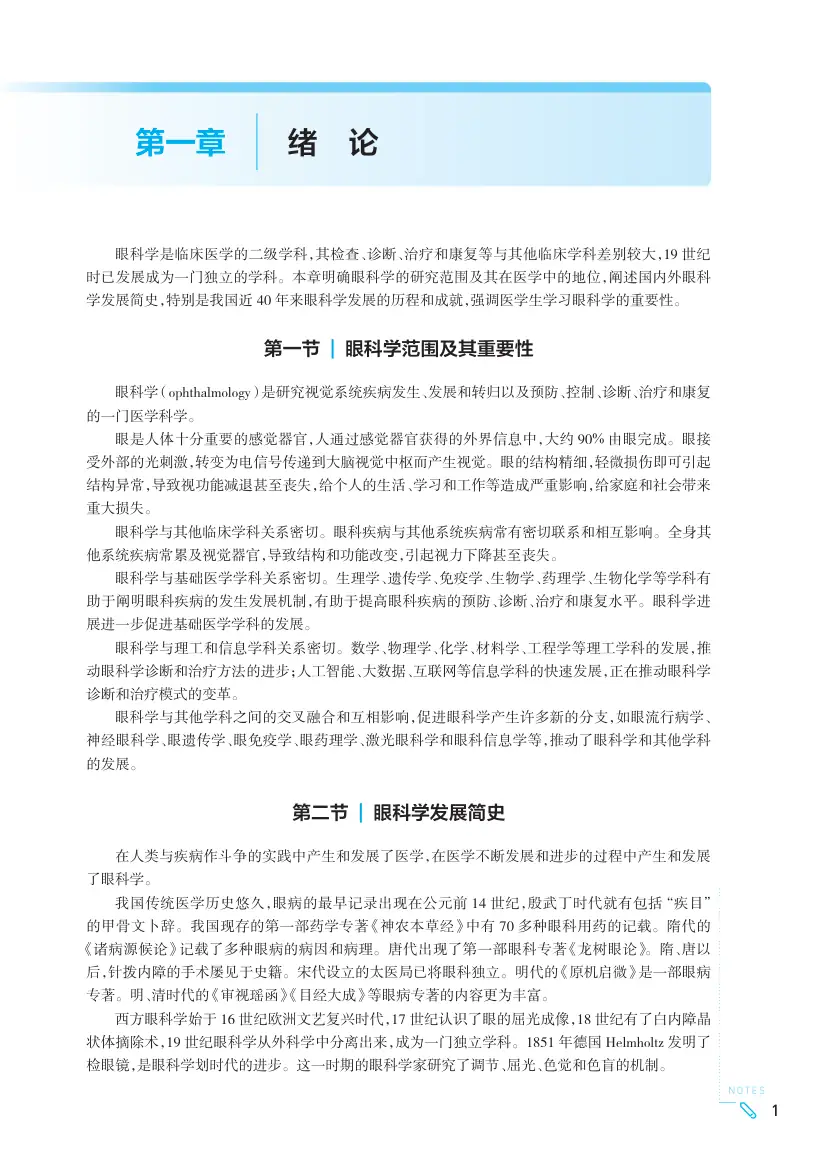 第一章 绪 论
眼科学是临床医学的二级学科,其检查、诊断、治疗和康复等与其他临床学科差别较大,19 世纪
时已发展成为一门独立的学科。本章明确眼科学的研究范围及其在医学中的地位,阐述国内外眼科
学发展简史,特别是我国近 40 年来眼科学发展的历程和成就,强调医学生学习眼科学的重要性。
第一节 | 眼科学范围及其重要性
眼科学(ophthalmology)是研究视觉系统疾病发生、发展和转归以及预防、控制、诊断、治疗和康复
的一门医学科学。
眼是人体十分重要的感觉器官,人通过感觉器官获得的外界信息中,大约 90% 由眼完成。眼接
受外部的光刺激,转变为电信号传递到大脑视觉中枢而产生视觉。眼的结构精细,轻微损伤即可引起
结构异常,导致视功能减退甚至丧失,给个人的生活、学习和工作等造成严重影响,给家庭和社会带来
重大损失。
眼科学与其他临床学科关系密切。眼科疾病与其他系统疾病常有密切联系和相互影响。全身其
他系统疾病常累及视觉器官,导致结构和功能改变,引起视力下降甚至丧失。
眼科学与基础医学学科关系密切。生理学、遗传学、免疫学、生物学、药理学、生物化学等学科有
助于阐明眼科疾病的发生发展机制,有助于提高眼科疾病的预防、诊断、治疗和康复水平。眼科学进
展进一步促进基础医学学科的发展。
眼科学与理工和信息学科关系密切。数学、物理学、化学、材料学、工程学等理工学科的发展,推
动眼科学诊断和治疗方法的进步;人工智能、大数据、互联网等信息学科的快速发展,正在推动眼科学
诊断和治疗模式的变革。
眼科学与其他学科之间的交叉融合和互相影响,促进眼科学产生许多新的分支,如眼流行病学、
神经眼科学、眼遗传学、眼免疫学、眼药理学、激光眼科学和眼科信息学等,推动了眼科学和其他学科
的发展。
第二节 | 眼科学发展简史
在人类与疾病作斗争的实践中产生和发展了医学,在医学不断发展和进步的过程中产生和发展
了眼科学。
我国传统医学历史悠久,眼病的最早记录出现在公元前 14 世纪,殷武丁时代就有包括“疾目”
的甲骨文卜辞。我国现存的第一部药学专著《神农本草经》中有 70 多种眼科用药的记载。隋代的
《诸病源候论》记载了多种眼病的病因和病理。唐代出现了第一部眼科专著《龙树眼论》。隋、唐以
后,针拨内障的手术屡见于史籍。宋代设立的太医局已将眼科独立。明代的《原机启微》是一部眼病
专著。明、清时代的《审视瑶函》《目经大成》等眼病专著的内容更为丰富。
西方眼科学始于 16 世纪欧洲文艺复兴时代,17 世纪认识了眼的屈光成像,18 世纪有了白内障晶
状体摘除术,19 世纪眼科学从外科学中分离出来,成为一门独立学科。1851 年德国 Helmholtz 发明了
检眼镜,是眼科学划时代的进步。这一时期的眼科学家研究了调节、屈光、色觉和色盲的机制。
NOTES
1